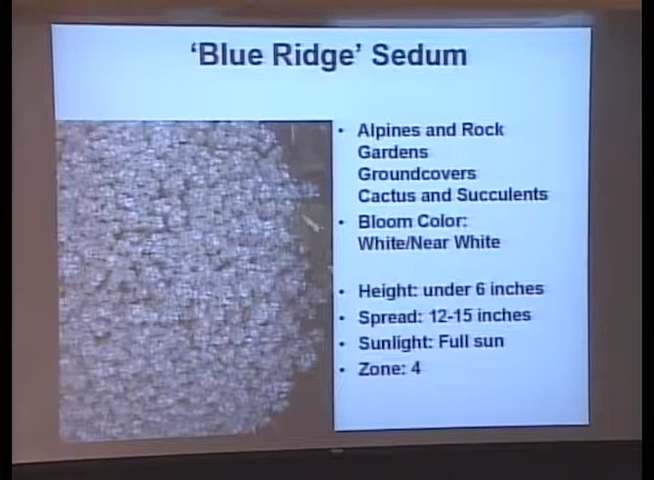 ‘Blue Ridge’ Sedum
• Alpines and Rock
Gardens
Groundcovers
Cactus and Succulents
• Bloom Color:
White/Near White
• Height: under 6 inches
• Spread: 12-15 inches
• Sunlight: Full sun
• Zone: 4